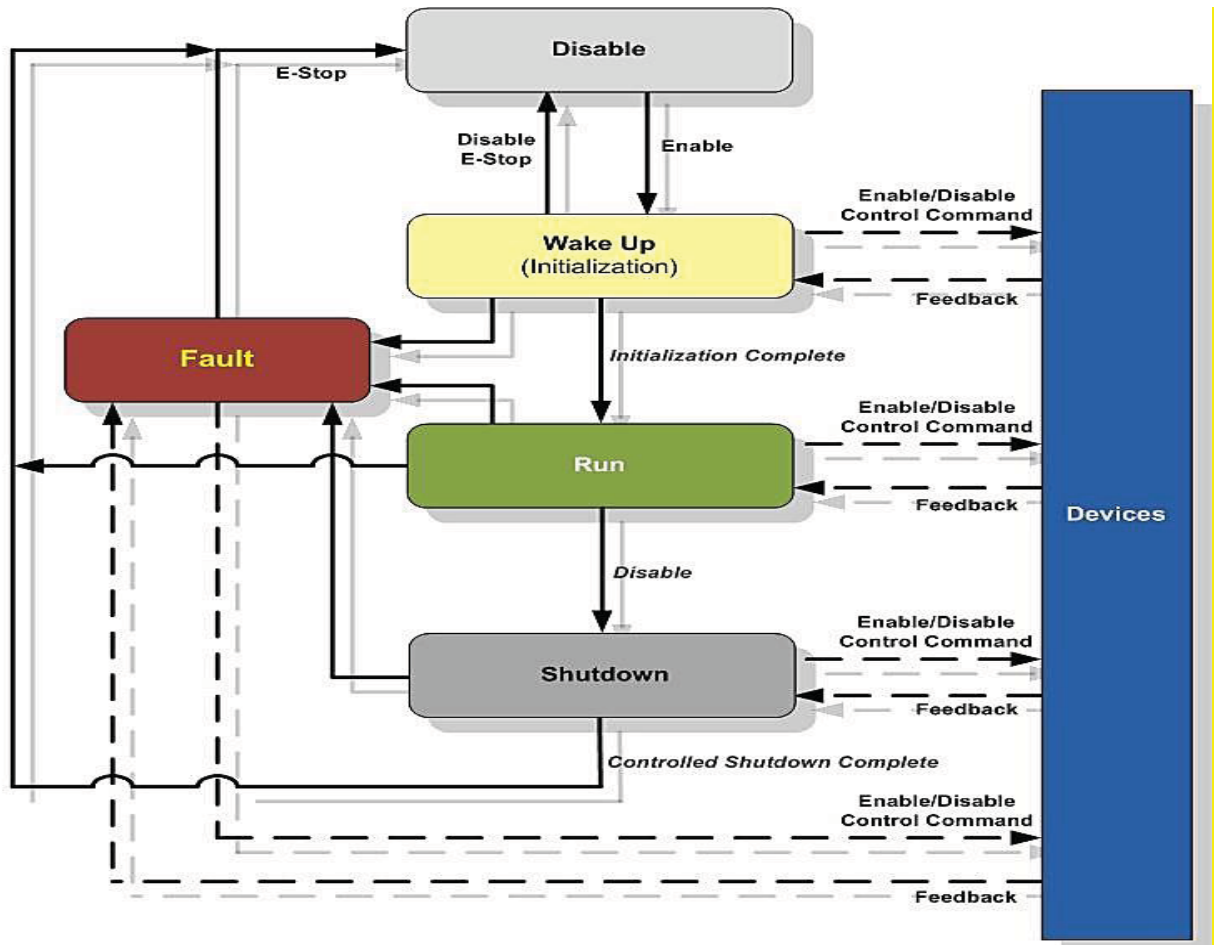 Disable
E-Stop
Disable
E-Stop
Enable
Enable/Disable
Control Command
Wake Up
(Initialization)
Feedback
Fault
Initialization Complete
Enable/Disable
Control Command
Run
Feedback
Devices
Disable
Enable/Disable
Control Command
Shutdown
Feedback
Controlled Shutdown Complete
Enable/Disable
Control Command
Feedback